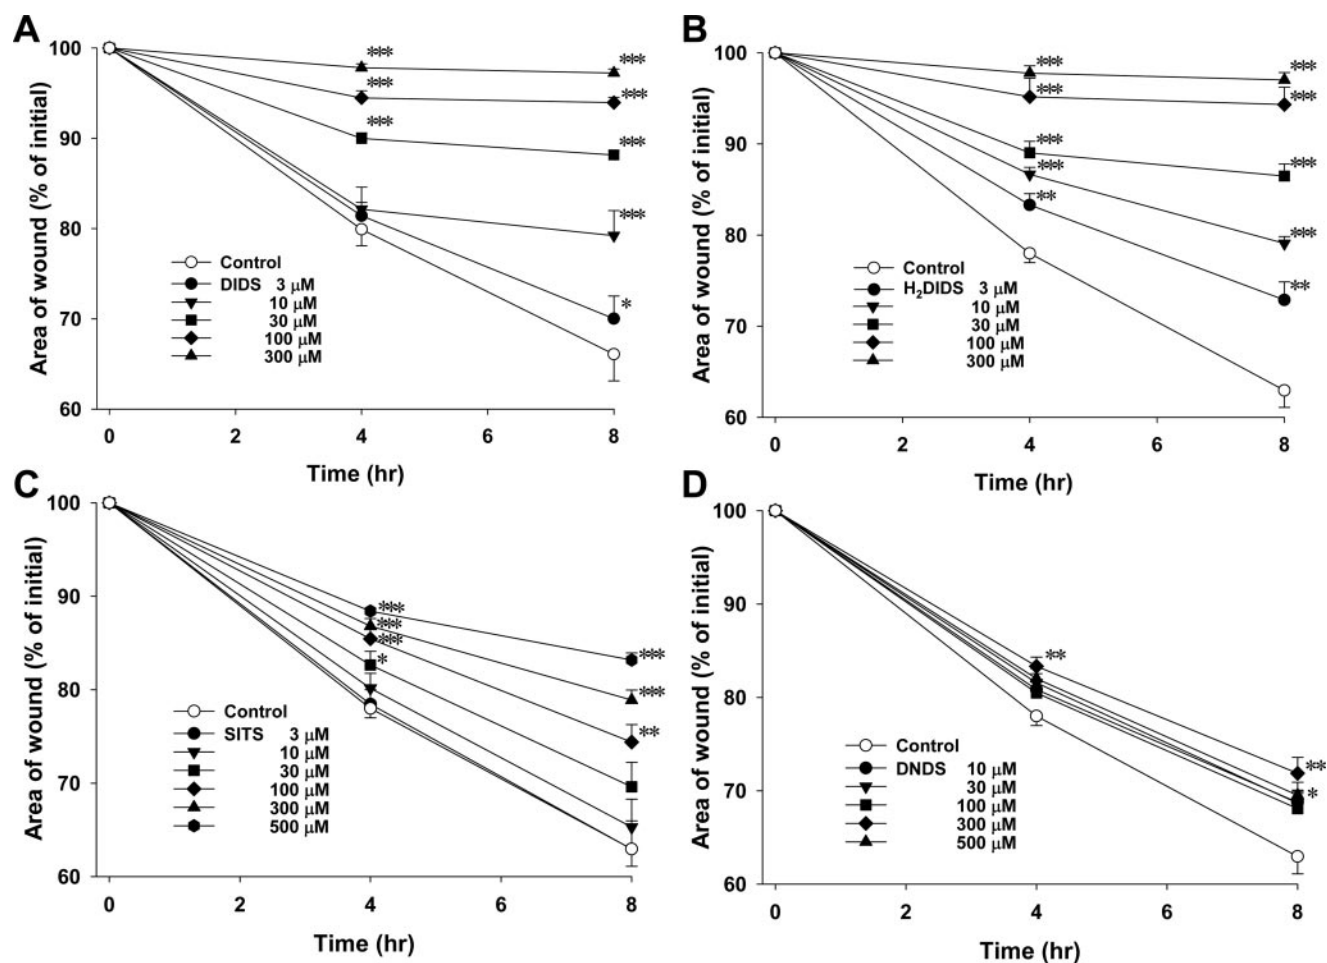 A
Area of wound (% of initial)
100
90
80
70
60
***
***
***
***
***
***
***
*
Control
DIDS 3 μM
10 μM
30 μM
100 μM
300 μM
0 2 4 6 8
Time (hr)
B
Area of wound (% of initial)
100
90
80
70
60
***
***
***
***
**
***
***
***
***
**
Control
H₂DIDS 3 μM
10 μM
30 μM
100 μM
300 μM
0 2 4 6 8
Time (hr)
C
Area of wound (% of initial)
100
90
80
70
60
***
***
***
*
***
***
**
Control
SITS 3 μM
10 μM
30 μM
100 μM
300 μM
500 μM
0 2 4 6 8
Time (hr)
D
Area of wound (% of initial)
100
90
80
70
60
**
**
*
Control
DNDS 10 μM
30 μM
100 μM
300 μM
500 μM
0 2 4 6 8
Time (hr)